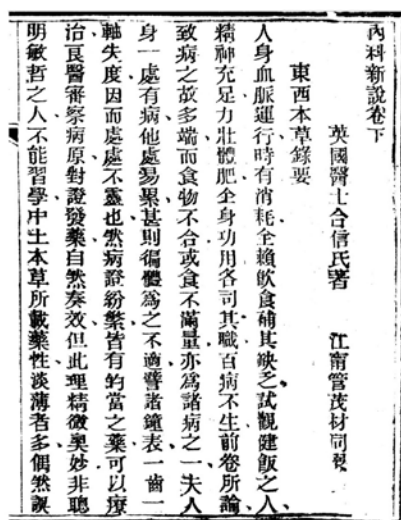 內科新說卷下
英國醫士合信氏著 江甯管茂材同譔
東西本草錄要
人身血脈運行時有消耗全賴飲食補其缺乏試觀健飯之人
精神充足力壯體肥全身功用各司其職百病不生前卷所論
致病之故多端而食物不合或食不滿量亦為諸病之一夫人
身一處有病他處易累甚則徧體為之不適譬諸鐘表一齒一
軸失度因而處處不靈也然病證紛繁皆有的當之藥可以療
治良醫審察病原對證發藥自然奏效但此理精微奧妙非聰
明敏哲之人不能習學中土本草所載藥性淡薄者多偶然誤